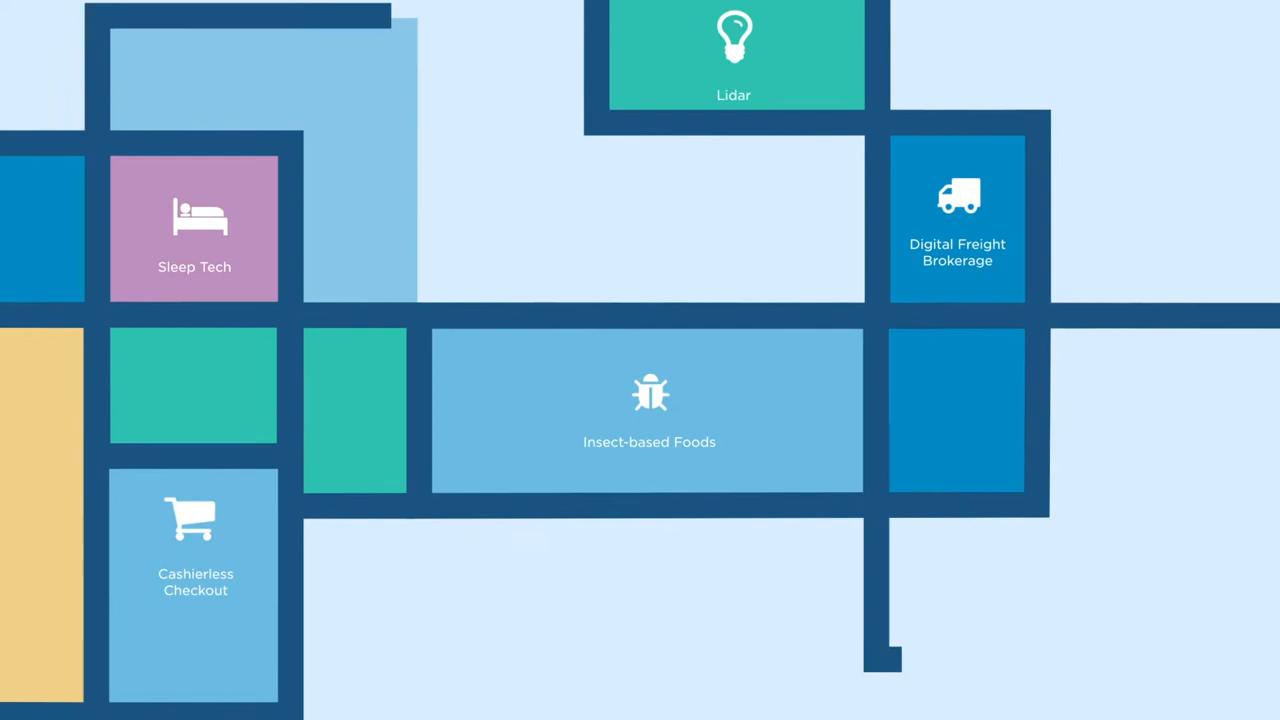 Lidar
Digital Freight
Brokerage
Sleep Tech
Insect-based Foods
Cashierless
Checkout